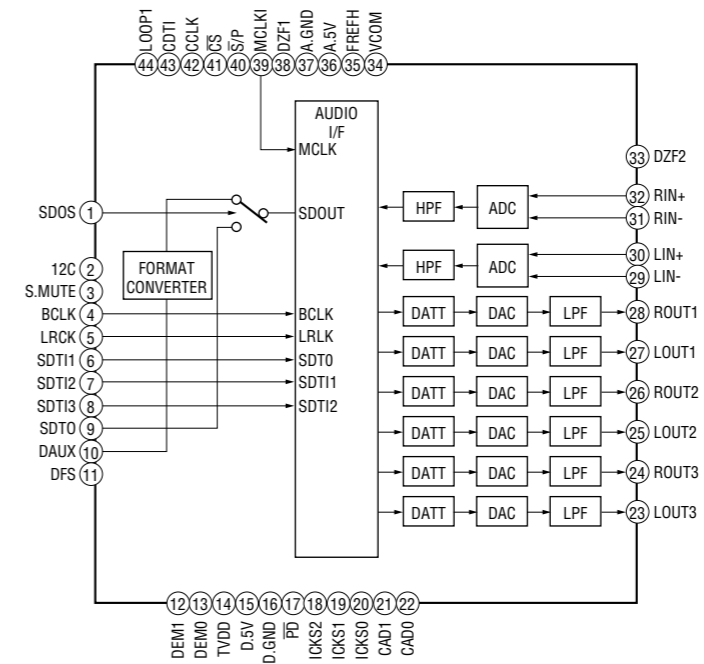 LOOP1
CDTI
CCLK
CS
S/P
MCLKI
DZF1
A.GND
A.5V
FREFH
VCOM
44 43 42 41 40 39 38 37 36 35 34
AUDIO
I/F
MCLK
SDOUT
BCLK
LRLK
SDT0
SDTI1
SDTI2
FORMAT
CONVERTER
SDOS 1
12C 2
S.MUTE 3
BCLK 4
LRCK 5
SDTI1 6
SDTI2 7
SDTI3 8
SDTO 9
DAUX 10
DFS 11
33 DZF2
HPF ADC 32 RIN+
31 RIN-
HPF ADC 30 LIN+
29 LIN-
DATT DAC LPF 28 ROUT1
DATT DAC LPF 27 LOUT1
DATT DAC LPF 26 ROUT2
DATT DAC LPF 25 LOUT2
DATT DAC LPF 24 ROUT3
DATT DAC LPF 23 LOUT3
12 13 14 15 16 17 18 19 20 21 22
DEM1
DEM0
TVDD
D.5V
D.GND
PD
ICKS2
ICKS1
ICKS0
CAD1
CAD0